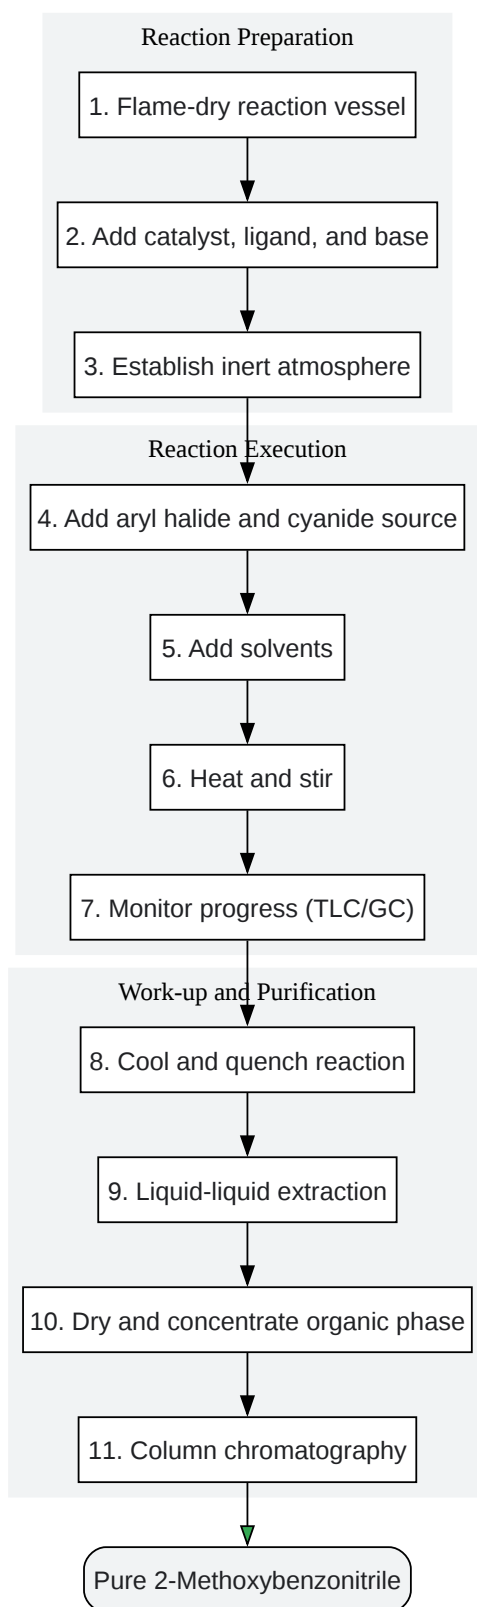 Reaction Preparation
1. Flame-dry reaction vessel
2. Add catalyst, ligand, and base
3. Establish inert atmosphere
Reaction Execution
4. Add aryl halide and cyanide source
5. Add solvents
6. Heat and stir
7. Monitor progress (TLC/GC)
Work-up and Purification
8. Cool and quench reaction
9. Liquid-liquid extraction
10. Dry and concentrate organic phase
11. Column chromatography
Pure 2-Methoxybenzonitrile